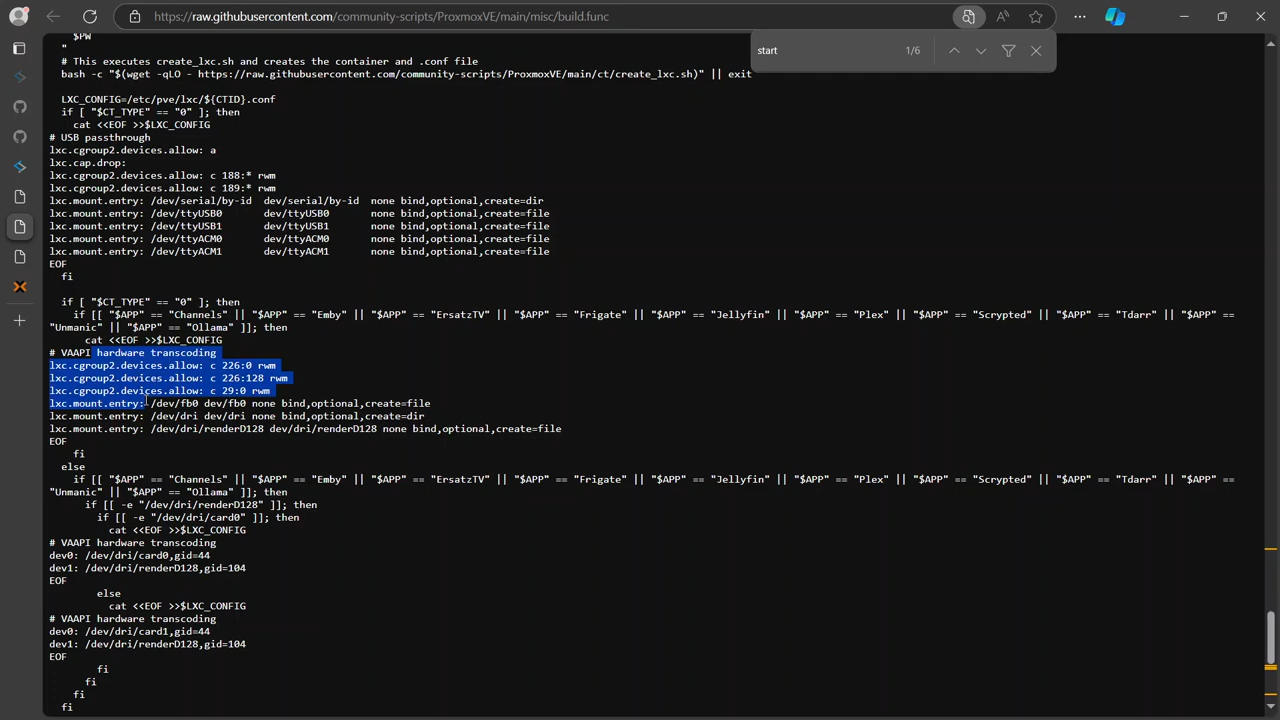 https://raw.githubusercontent.com/community-scripts/ProxmoxVE/main/misc/build.func
start
1/6
$PW
"
# This executes create_lxc.sh and creates the container and .conf file
bash -c "$(wget -qLO - https://raw.githubusercontent.com/community-scripts/ProxmoxVE/main/ct/create_lxc.sh)" || exit
LXC_CONFIG=/etc/pve/lxc/${CTID}.conf
if [ "$CT_TYPE" == "0" ]; then
cat <<EOF >>$LXC_CONFIG
# USB passthrough
lxc.cgroup2.devices.allow: a
lxc.cap.drop:
lxc.cgroup2.devices.allow: c 188:* rwm
lxc.cgroup2.devices.allow: c 189:* rwm
lxc.mount.entry: /dev/serial/by-id  dev/serial/by-id  none bind,optional,create=dir
lxc.mount.entry: /dev/ttyUSB0       dev/ttyUSB0       none bind,optional,create=file
lxc.mount.entry: /dev/ttyUSB1       dev/ttyUSB1       none bind,optional,create=file
lxc.mount.entry: /dev/ttyACM0       dev/ttyACM0       none bind,optional,create=file
lxc.mount.entry: /dev/ttyACM1       dev/ttyACM1       none bind,optional,create=file
EOF
fi
if [ "$CT_TYPE" == "0" ]; then
if [[ "$APP" == "Channels" || "$APP" == "Emby" || "$APP" == "ErsatzTV" || "$APP" == "Frigate" || "$APP" == "Jellyfin" || "$APP" == "Plex" || "$APP" == "Scrypted" || "$APP" == "Tdarr" || "$APP" ==
"Unmanic" || "$APP" == "Ollama" ]]; then
cat <<EOF >>$LXC_CONFIG
# VAAPI hardware transcoding
lxc.cgroup2.devices.allow: c 226:0 rwm
lxc.cgroup2.devices.allow: c 226:128 rwm
lxc.cgroup2.devices.allow: c 29:0 rwm
lxc.mount.entry: /dev/fb0 dev/fb0 none bind,optional,create=file
lxc.mount.entry: /dev/dri dev/dri none bind,optional,create=dir
lxc.mount.entry: /dev/dri/renderD128 dev/dri/renderD128 none bind,optional,create=file
EOF
fi
else
if [[ "$APP" == "Channels" || "$APP" == "Emby" || "$APP" == "ErsatzTV" || "$APP" == "Frigate" || "$APP" == "Jellyfin" || "$APP" == "Plex" || "$APP" == "Scrypted" || "$APP" == "Tdarr" || "$APP" ==
"Unmanic" || "$APP" == "Ollama" ]]; then
if [[ -e "/dev/dri/renderD128" ]]; then
if [[ -e "/dev/dri/card0" ]]; then
cat <<EOF >>$LXC_CONFIG
# VAAPI hardware transcoding
dev0: /dev/dri/card0,gid=44
dev1: /dev/dri/renderD128,gid=104
EOF
else
cat <<EOF >>$LXC_CONFIG
# VAAPI hardware transcoding
dev0: /dev/dri/card1,gid=44
dev1: /dev/dri/renderD128,gid=104
EOF
fi
fi
fi
fi